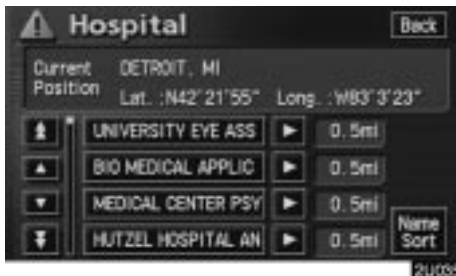 Hospital Back
Current Position DETROIT, MI
Lat. :N42°21'55" Long. :W83°3'23"
UNIVERSITY EYE ASS 0.5mi
BIO MEDICAL APPLIC 0.5mi
MEDICAL CENTER PSY 0.5mi
HUTZEL HOSPITAL AN 0.5mi
Name Sort